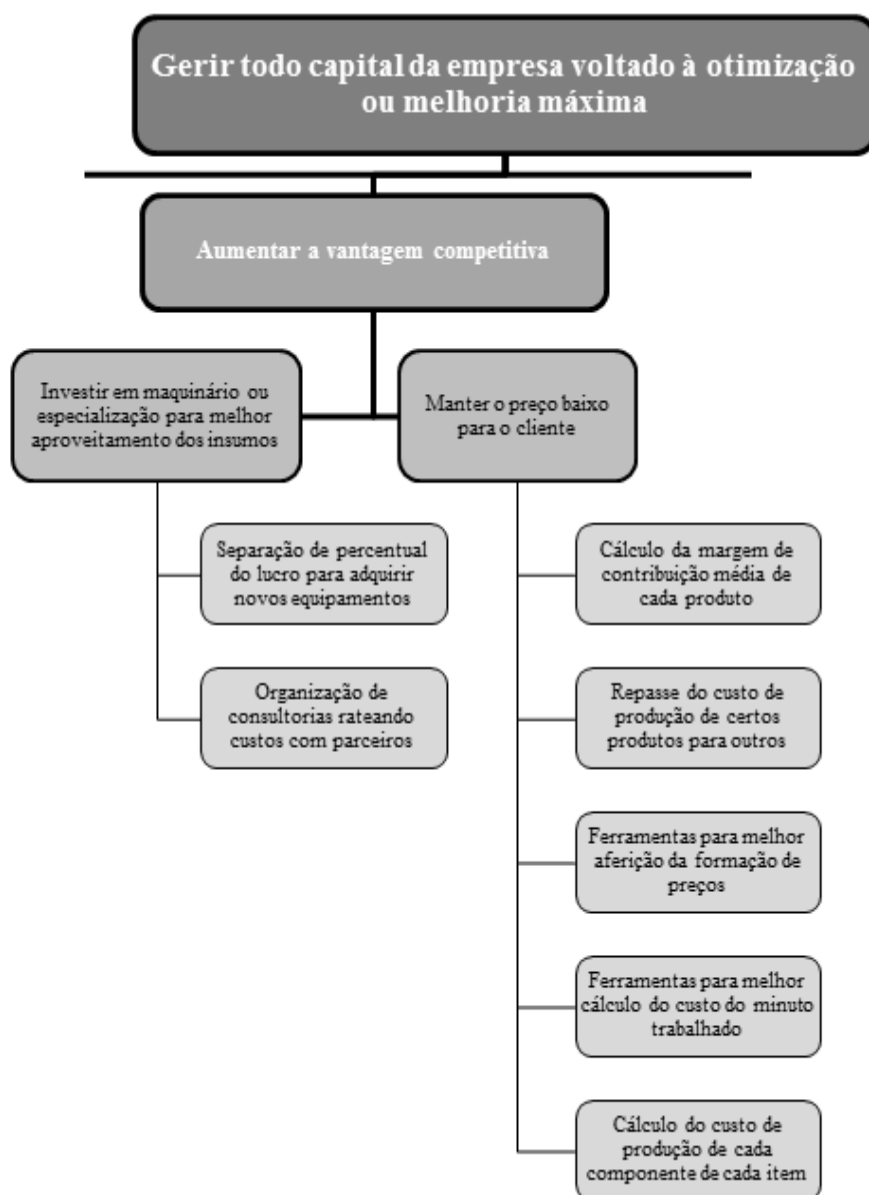 Gerir todo capital da empresa voltado à otimização
ou melhoria máxima
Aumentar a vantagem competitiva
Investir em maquinário ou
especialização para melhor
aproveitamento dos insumos
Manter o preço baixo
para o cliente
Separação de percentual
do lucro para adquirir
novos equipamentos
Organização de
consultorias rateando
custos com parceiros
Cálculo da margem de
contribuição média de
cada produto
Repasse do custo de
produção de certos
produtos para outros
Ferramentas para melhor
aferição da formação de
preços
Ferramentas para melhor
cálculo do custo do minuto
trabalhado
Cálculo do custo de
produção de cada
componente de cada item